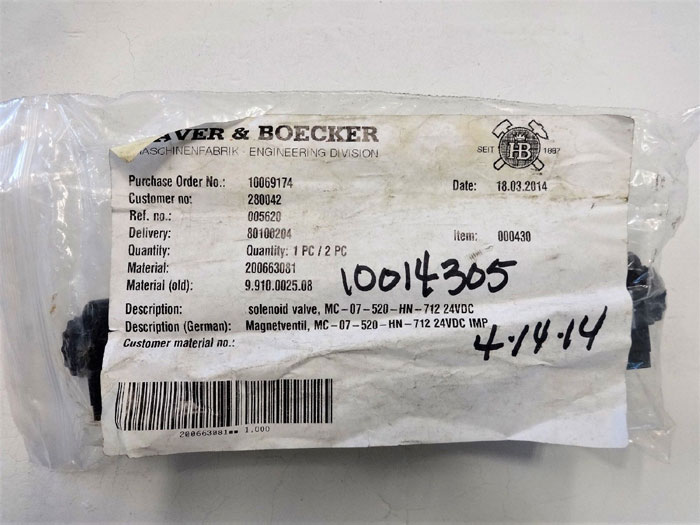 AVER & BOECKER
MASCHINENFABRIK - ENGINEERING DIVISION
SEIT HB 1887
Purchase Order No.: 10069174 Date: 18.03.2014
Customer no: 280042
Ref. no.: 005620
Delivery: 80100204 Item: 000430
Quantity: Quantity: 1 PC / 2 PC
Material: 200663081
Material (old): 9.910.0025.08
10014305
Description: solenoid valve, MC-07-520-HN-712 24VDC
Description (German): Magnetventil, MC-07-520-HN-712 24VDC IMP
Customer material no.:
4.14.14
200663081 1.000